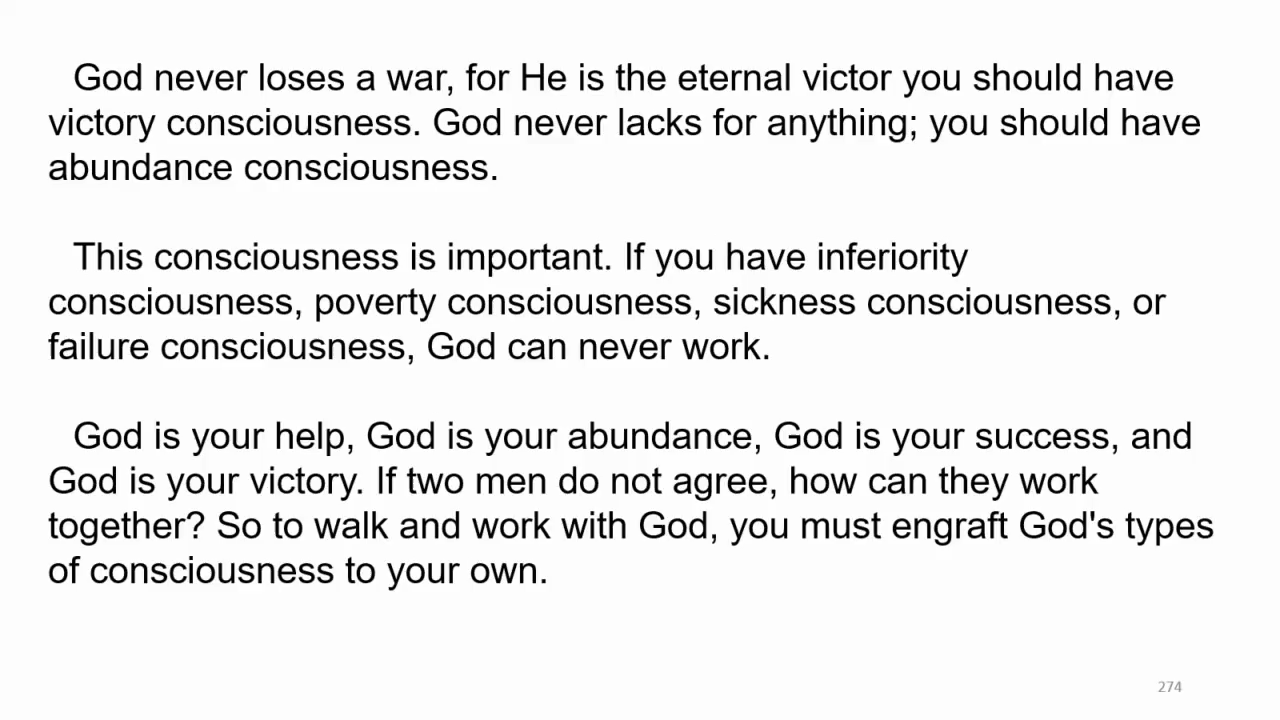 God never loses a war, for He is the eternal victor you should have
victory consciousness. God never lacks for anything; you should have
abundance consciousness.
This consciousness is important. If you have inferiority
consciousness, poverty consciousness, sickness consciousness, or
failure consciousness, God can never work.
God is your help, God is your abundance, God is your success, and
God is your victory. If two men do not agree, how can they work
together? So to walk and work with God, you must engraft God's types
of consciousness to your own.
274